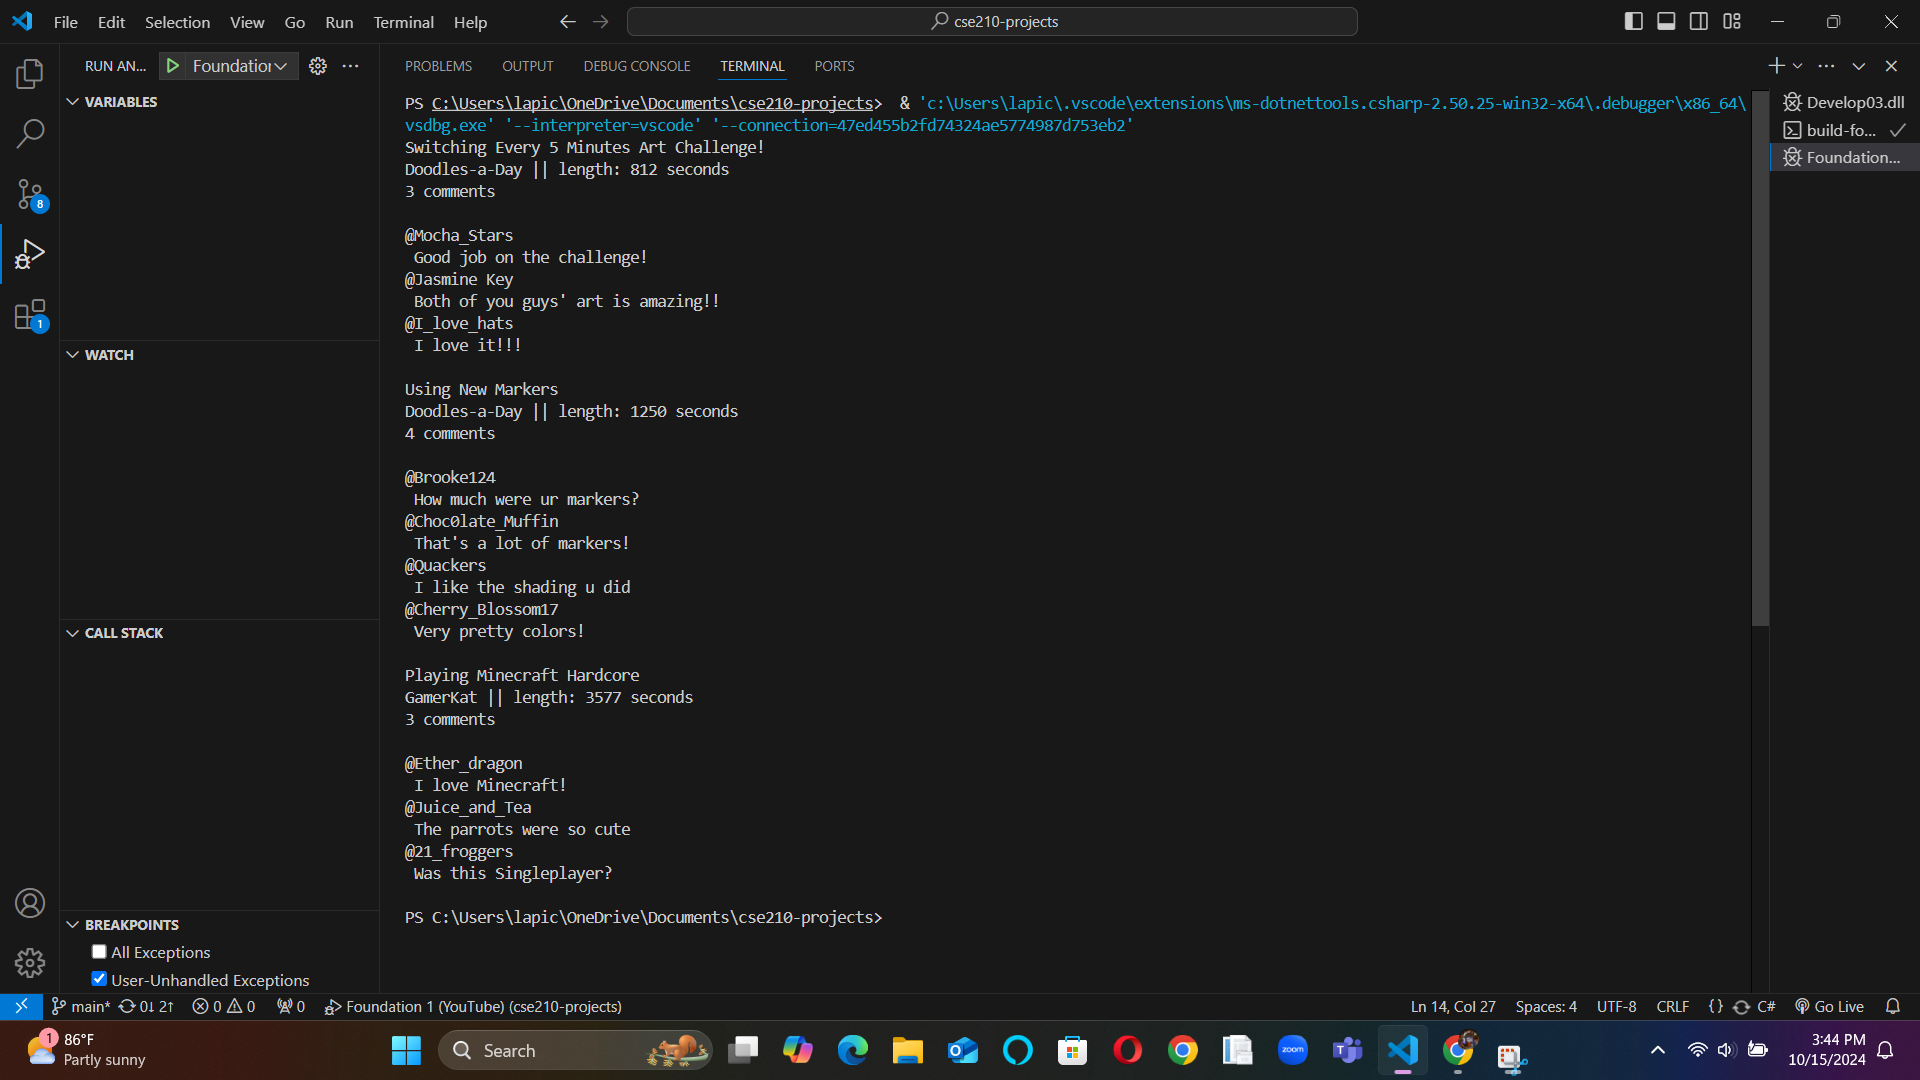 File Edit Selection View Go Run Terminal Help
cse210-projects
RUN AN... Foundation
PROBLEMS OUTPUT DEBUG CONSOLE TERMINAL PORTS
VARIABLES
WATCH
CALL STACK
BREAKPOINTS
All Exceptions
User-Unhandled Exceptions
8
1
PS C:\Users\lapic\OneDrive\Documents\cse210-projects>  & 'c:\Users\lapic\.vscode\extensions\ms-dotnettools.csharp-2.50.25-win32-x64\.debugger\x86_64\
vsdbg.exe' '--interpreter=vscode' '--connection=47ed455b2fd74324ae5774987d753eb2'
Switching Every 5 Minutes Art Challenge!
Doodles-a-Day || length: 812 seconds
3 comments
@Mocha_Stars
Good job on the challenge!
@Jasmine Key
Both of you guys' art is amazing!!
@I_love_hats
I love it!!!
Using New Markers
Doodles-a-Day || length: 1250 seconds
4 comments
@Brooke124
How much were ur markers?
@Choc0late_Muffin
That's a lot of markers!
@Quackers
I like the shading u did
@Cherry_Blossom17
Very pretty colors!
Playing Minecraft Hardcore
GamerKat || length: 3577 seconds
3 comments
@Ether_dragon
I love Minecraft!
@Juice_and_Tea
The parrots were so cute
@21_froggers
Was this Singleplayer?
PS C:\Users\lapic\OneDrive\Documents\cse210-projects>
Develop03.dll
build-fo...
Foundation...
main* 0↓ 2↑ 0 0 0 Foundation 1 (YouTube) (cse210-projects)
Ln 14, Col 27 Spaces: 4 UTF-8 CRLF {} C# Go Live
1
86°F
Partly sunny
Search
zoom
3:44 PM
10/15/2024